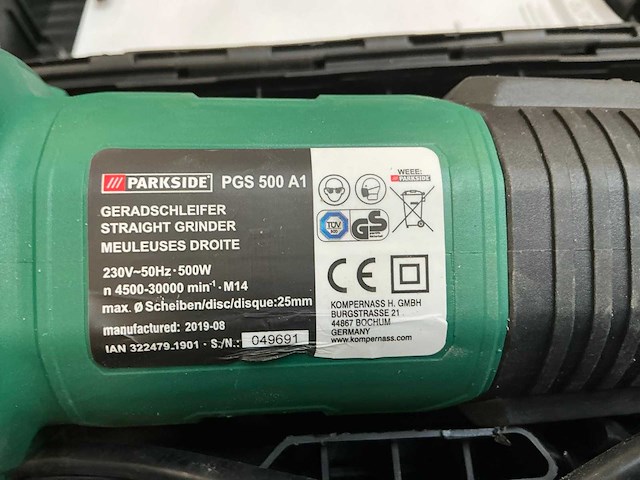 /// PARKSIDE® PGS 500 A1
GERADSCHLEIFER
STRAIGHT GRINDER
MEULEUSES DROITE
230V~50Hz · 500W
n 4500-30000 min⁻¹ · M14
max. ø Scheiben/disc/disque:25mm
manufactured: 2019-08
IAN 322479_1901 · S./N.: 049691
WEEE:
/// PARKSIDE
TÜV
GS
CE
KOMPERNASS H. GMBH
BURGSTRASSE 21
44867 BOCHUM
GERMANY
www.kompernass.com